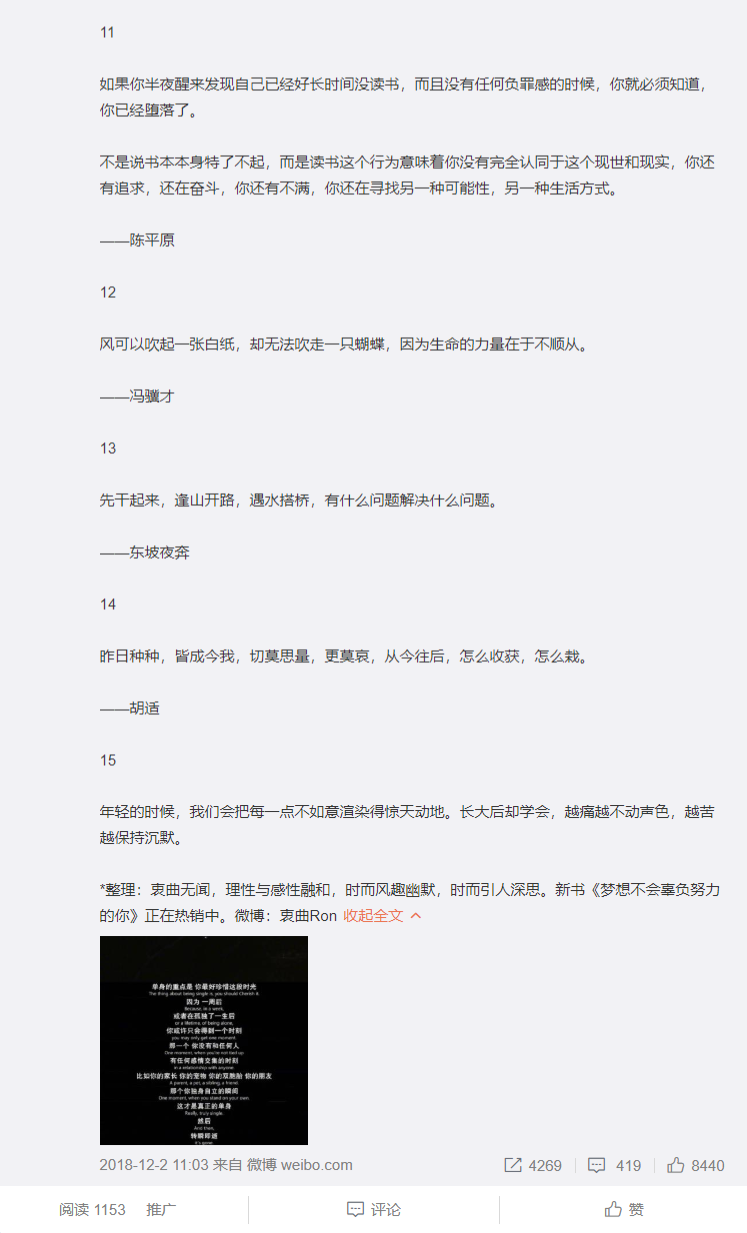 11
如果你半夜醒来发现自己已经好长时间没读书，而且没有任何负罪感的时候，你就必须知道，
你已经堕落了。
不是说书本本身特了不起，而是读书这个行为意味着你没有完全认同于这个现世和现实，你还
有追求，还在奋斗，你还有不满，你还在寻找另一种可能性，另一种生活方式。
——陈平原
12
风可以吹起一张白纸，却无法吹走一只蝴蝶，因为生命的力量在于不顺从。
——冯骥才
13
先干起来，逢山开路，遇水搭桥，有什么问题解决什么问题。
——东坡夜奔
14
昨日种种，皆成今我，切莫思量，更莫哀，从今往后，怎么收获，怎么栽。
——胡适
15
年轻的时候，我们会把每一点不如意渲染得惊天动地。长大后却学会，越痛越不动声色，越苦
越保持沉默。
*整理：衷曲无闻，理性与感性融和，时而风趣幽默，时而引人深思。新书《梦想不会辜负努力
的你》正在热销中。微博：衷曲Ron 收起全文
单身的重点是 你最好珍惜这段时光
The thing about being single is, you should Cherish it.
因为 一周后
Because, in a week,
或者在孤独了一生后
or a lifetime, of being alone,
你或许只会得到一个时刻
you may only get one moment.
那一个 你没有和任何人
One moment, when you're not tied up
有任何感情交集的时刻
in a relationship with anyone.
比如你的家长 你的宠物 你的双胞胎 你的朋友
A parent, a pet, a sibling, a friend.
那个你独身自立的瞬间
One moment, when you stand on your own.
这才是真正的单身
Really, truly single.
然后
And then,
转瞬即逝
it's gone.
2018-12-2 11:03 来自 微博 weibo.com 4269 419 8440
阅读 1153 推广 评论 赞